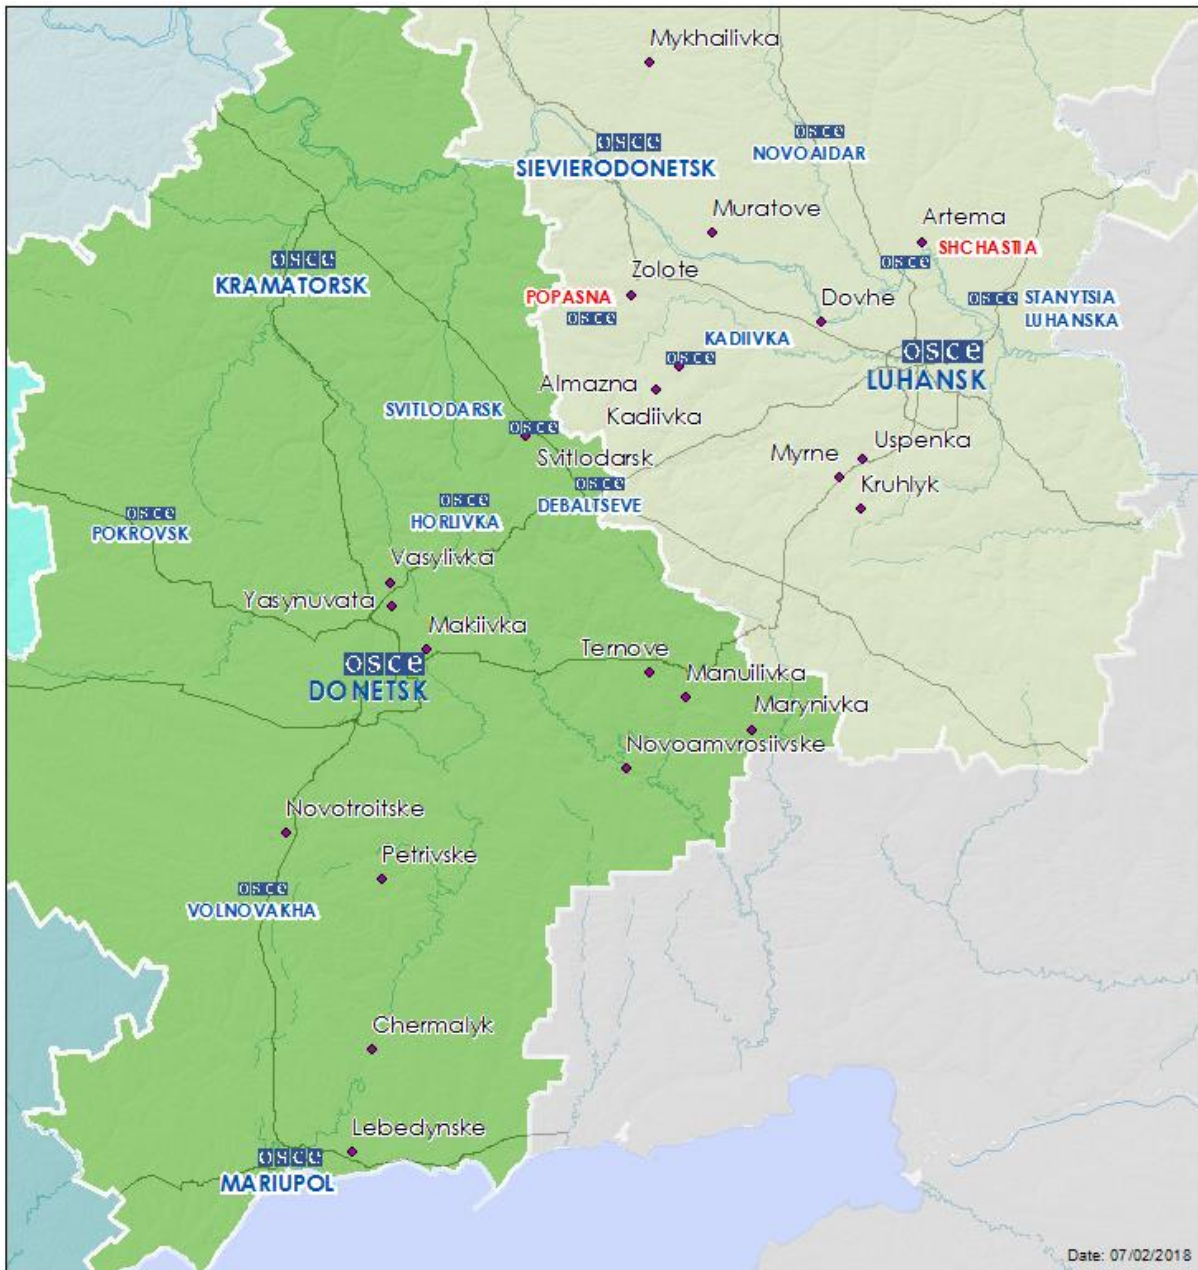 Mykhailivka
osce
NOVOAIDAR
osce
SIEVIERODONETSK
Muratove
Artema
SHCHASTIA
osce
osce
KRAMATORSK
Zolote
POPASNA
osce
Dovhe
osce
STANYTSIA
LUHANSKA
KADIIVKA
osce
osce
LUHANSK
Almazna
Kadiivka
SVITLODARSK
osce
Svitlodarsk
Uspenka
Myrne
Kruhlyk
osce
DEBALTSEVE
osce
HORLIVKA
osce
POKROVSK
Vasylivka
Yasynuvata
Makiivka
osce
DONETSK
Ternove
Manuilivka
Marynivka
Novoamvrosiivske
Novotroitske
Petrivske
osce
VOLNOVAKHA
Chermalyk
Lebedynske
osce
MARIUPOL
Date: 07/02/2018